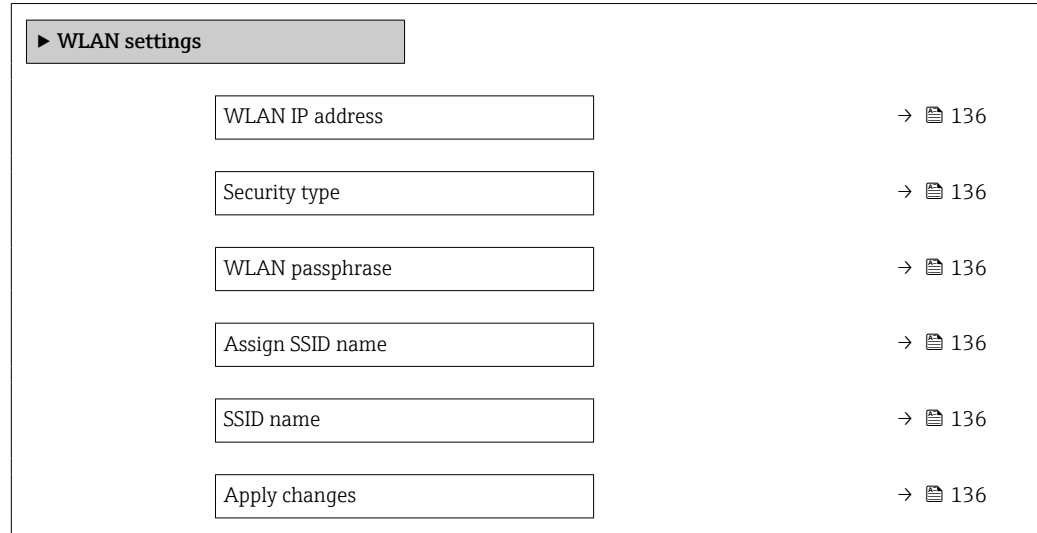 ▶ WLAN settings
WLAN IP address → 136
Security type → 136
WLAN passphrase → 136
Assign SSID name → 136
SSID name → 136
Apply changes → 136